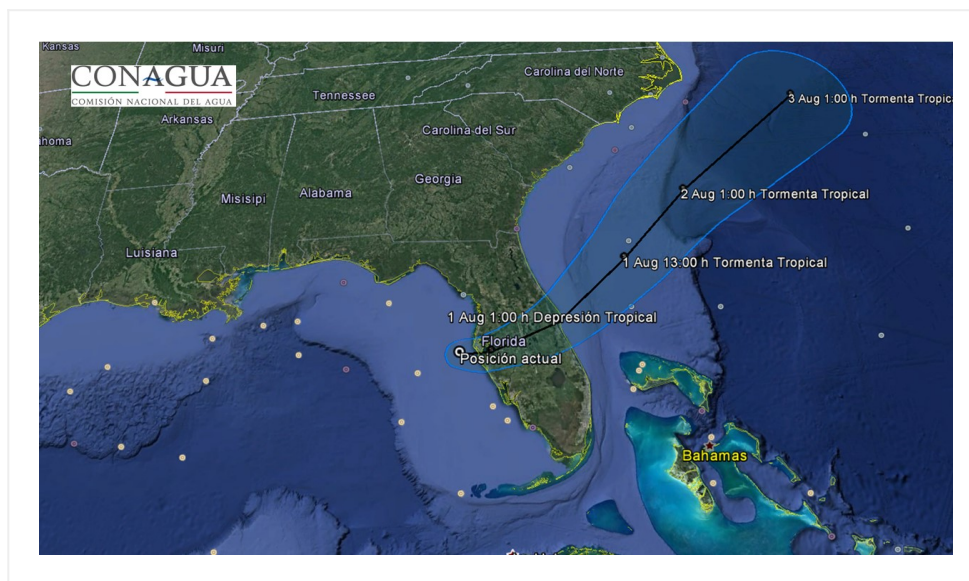 Kansas
Misuri
CONAGUA
COMISIÓN NACIONAL DEL AGUA
Tennessee
Carolina del Norte
Arkansas
homa
Carolina del Sur
Georgia
Misisipi
Alabama
Luisiana
3 Aug 1:00 h Tormenta Tropica
2 Aug 1:00 h Tormenta Tropical
1 Aug 13:00 h Tormenta Tropical
1 Aug 1:00 h Depresión Tropical
Florida
Posición actual
Bahamas